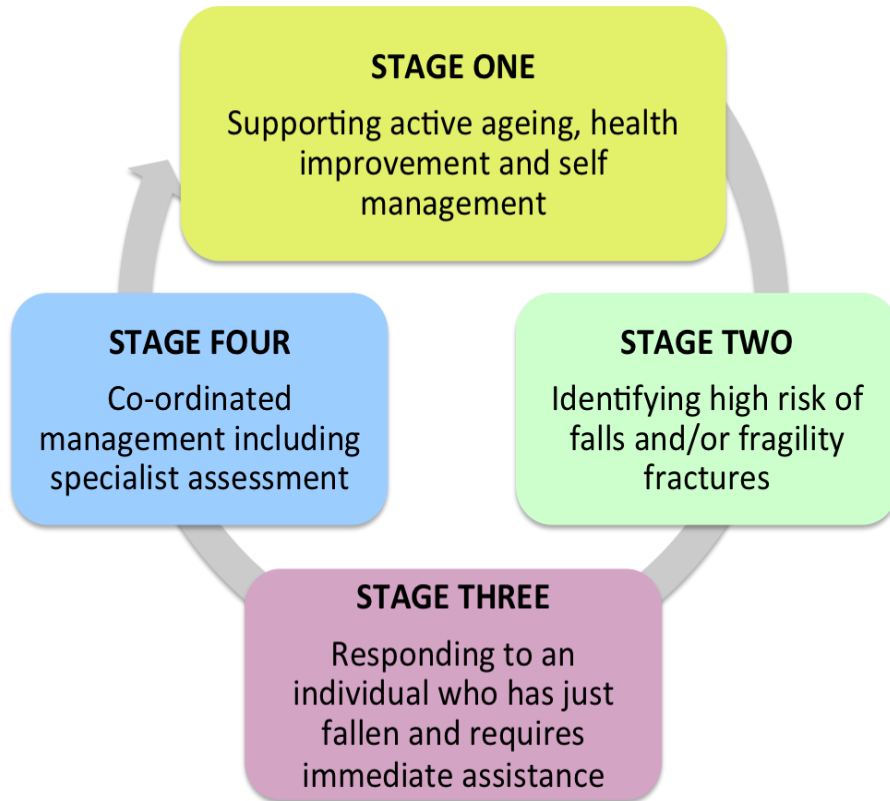 STAGE ONE
Supporting active ageing, health
improvement and self
management
STAGE TWO
Identifying high risk of
falls and/or fragility
fractures
STAGE THREE
Responding to an
individual who has just
fallen and requires
immediate assistance
STAGE FOUR
Co-ordinated
management including
specialist assessment